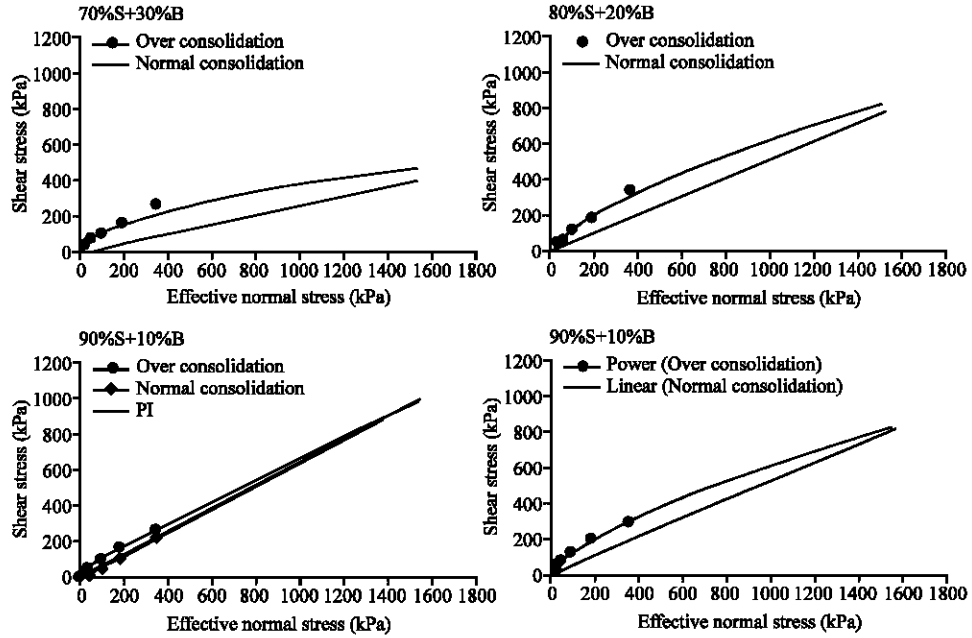 70%S+30%B
1200
1000
800
600
400
200
0
Shear stress (kPa)
Over consolidation
Normal consolidation
0 200 400 600 800 1000 1200 1400 1600 1800
Effective normal stress (kPa)
80%S+20%B
1200
1000
800
600
400
200
0
Shear stress (kPa)
Over consolidation
Normal consolidation
0 200 400 600 800 1000 1200 1400 1600 1800
Effective normal stress (kPa)
90%S+10%B
1200
1000
800
600
400
200
0
Shear stress (kPa)
Over consolidation
Normal consolidation
PI
0 200 400 600 800 1000 1200 1400 1600 1800
Effective normal stress (kPa)
90%S+10%B
1200
1000
800
600
400
200
0
Shear stress (kPa)
Power (Over consolidation)
Linear (Normal consolidation)
0 200 400 600 800 1000 1200 1400 1600 1800
Effective normal stress (kPa)